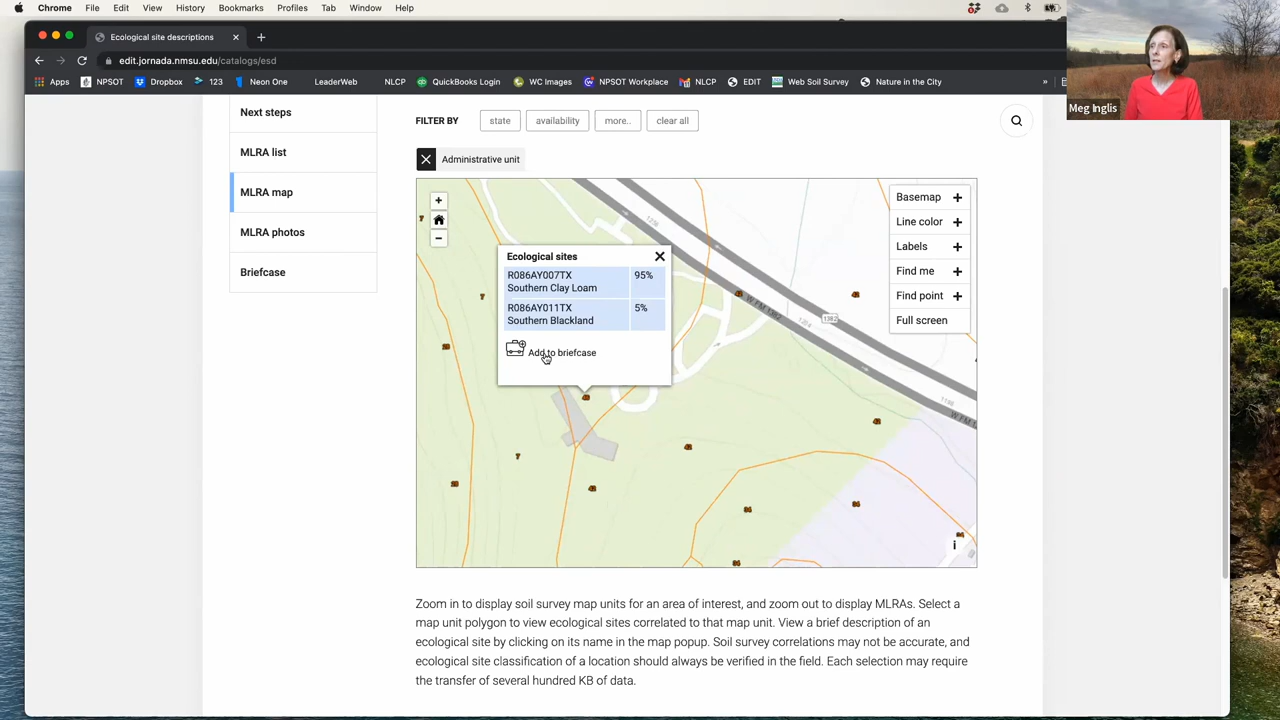 Chrome File Edit View History Bookmarks Profiles Tab Window Help
Ecological site descriptions
edit.jornada.nmsu.edu/catalogs/esd
Apps NPSOT Dropbox 123 Neon One LeaderWeb NLCP QuickBooks Login WC Images NPSOT Workplace NLCP EDIT Web Soil Survey Nature in the City »
Meg Inglis
Next steps
MLRA list
MLRA map
MLRA photos
Briefcase
FILTER BY state availability more.. clear all
Administrative unit
Basemap +
Line color +
Labels +
Find me +
Find point +
Full screen
+
−
Ecological sites
R086AY007TX 95%
Southern Clay Loam
R086AY011TX 5%
Southern Blackland
Add to briefcase
W FM 1382
1382
7
7
7
i
Zoom in to display soil survey map units for an area of interest, and zoom out to display MLRAs. Select a
map unit polygon to view ecological sites correlated to that map unit. View a brief description of an
ecological site by clicking on its name in the map popup. Soil survey correlations may not be accurate, and
ecological site classification of a location should always be verified in the field. Each selection may require
the transfer of several hundred KB of data.